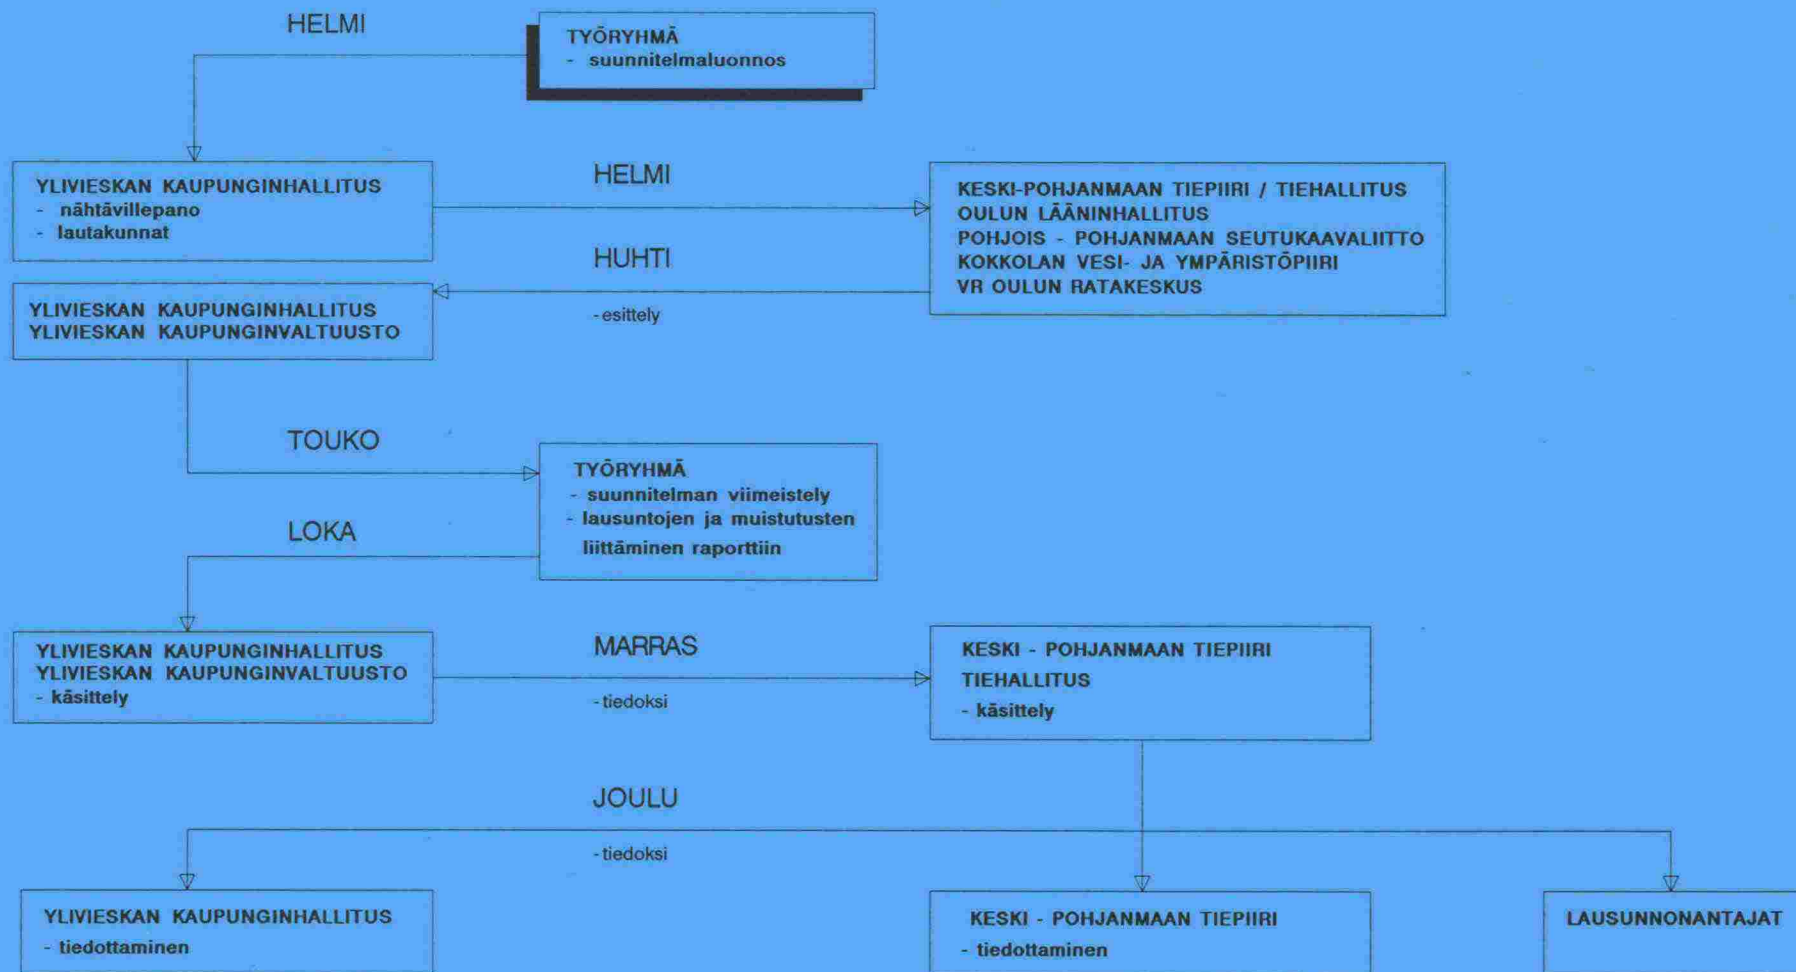 HELMI
TYÖRYHMÄ
- suunnitelmaluonnos
YLIVIESKAN KAUPUNGINHALLITUS
- nähtävillepano
- lautakunnat
HELMI
KESKI-POHJANMAAN TIEPIIRI / TIEHALLITUS
OULUN LÄÄNINHALLITUS
POHJOIS - POHJANMAAN SEUTUKAAVALIITTO
KOKKOLAN VESI- JA YMPÄRISTÖPIIRI
VR OULUN RATAKESKUS
HUHTI
- esittely
YLIVIESKAN KAUPUNGINHALLITUS
YLIVIESKAN KAUPUNGINVALTUUSTO
TOUKO
TYÖRYHMÄ
- suunnitelman viimeistely
- lausuntojen ja muistutusten
liittäminen raporttiin
LOKA
YLIVIESKAN KAUPUNGINHALLITUS
YLIVIESKAN KAUPUNGINVALTUUSTO
- käsittely
MARRAS
- tiedoksi
KESKI - POHJANMAAN TIEPIIRI
TIEHALLITUS
- käsittely
JOULU
- tiedoksi
YLIVIESKAN KAUPUNGINHALLITUS
- tiedottaminen
KESKI - POHJANMAAN TIEPIIRI
- tiedottaminen
LAUSUNNONANTAJAT